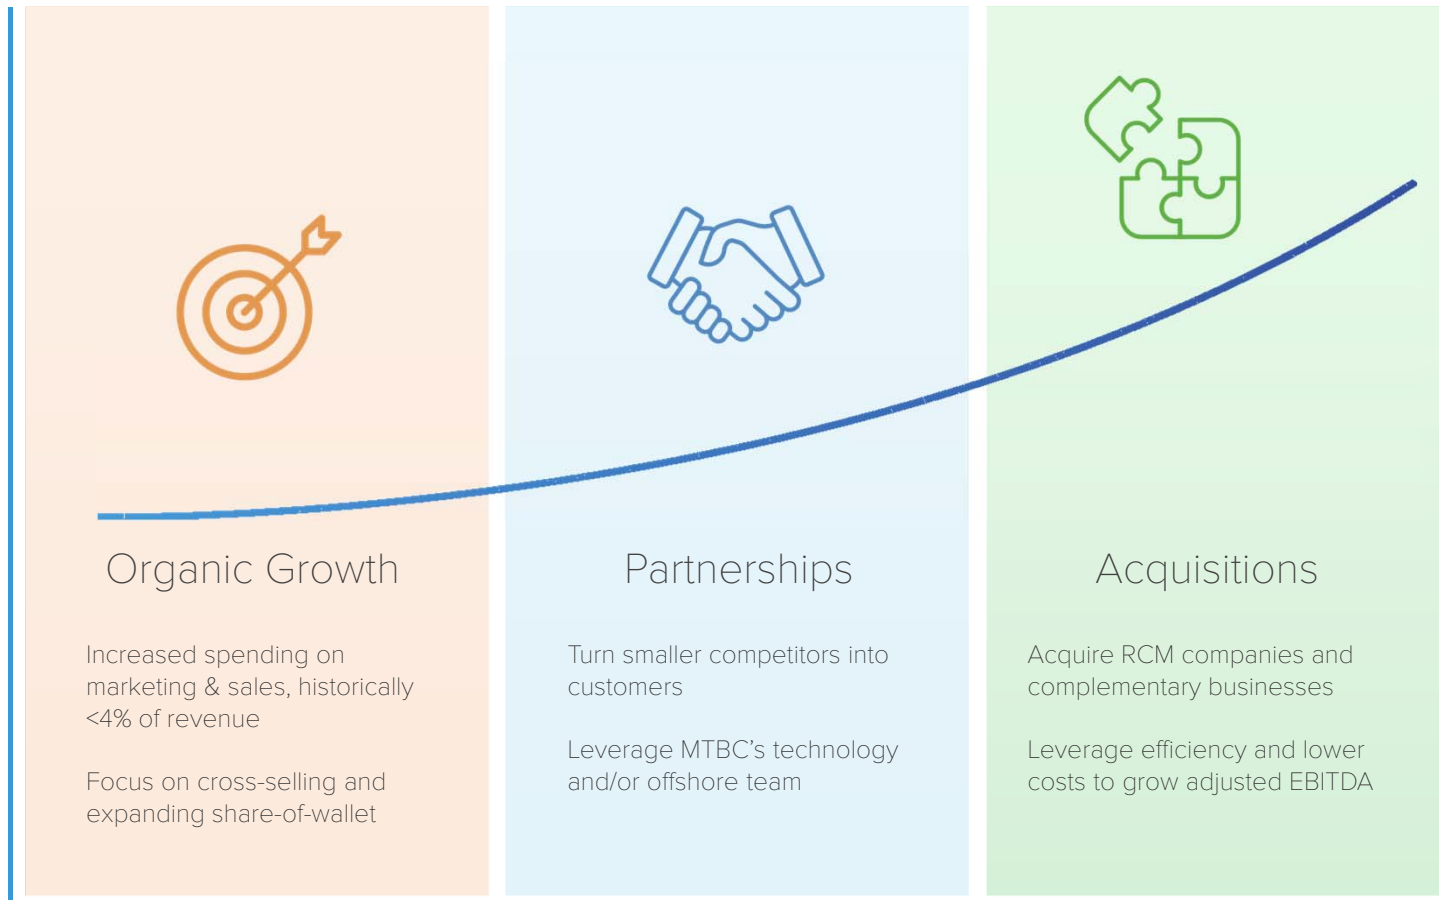 Organic Growth
Increased spending on
marketing & sales, historically
<4% of revenue
Focus on cross-selling and
expanding share-of-wallet
Partnerships
Turn smaller competitors into
customers
Leverage MTBC’s technology
and/or offshore team
Acquisitions
Acquire RCM companies and
complementary businesses
Leverage efficiency and lower
costs to grow adjusted EBITDA